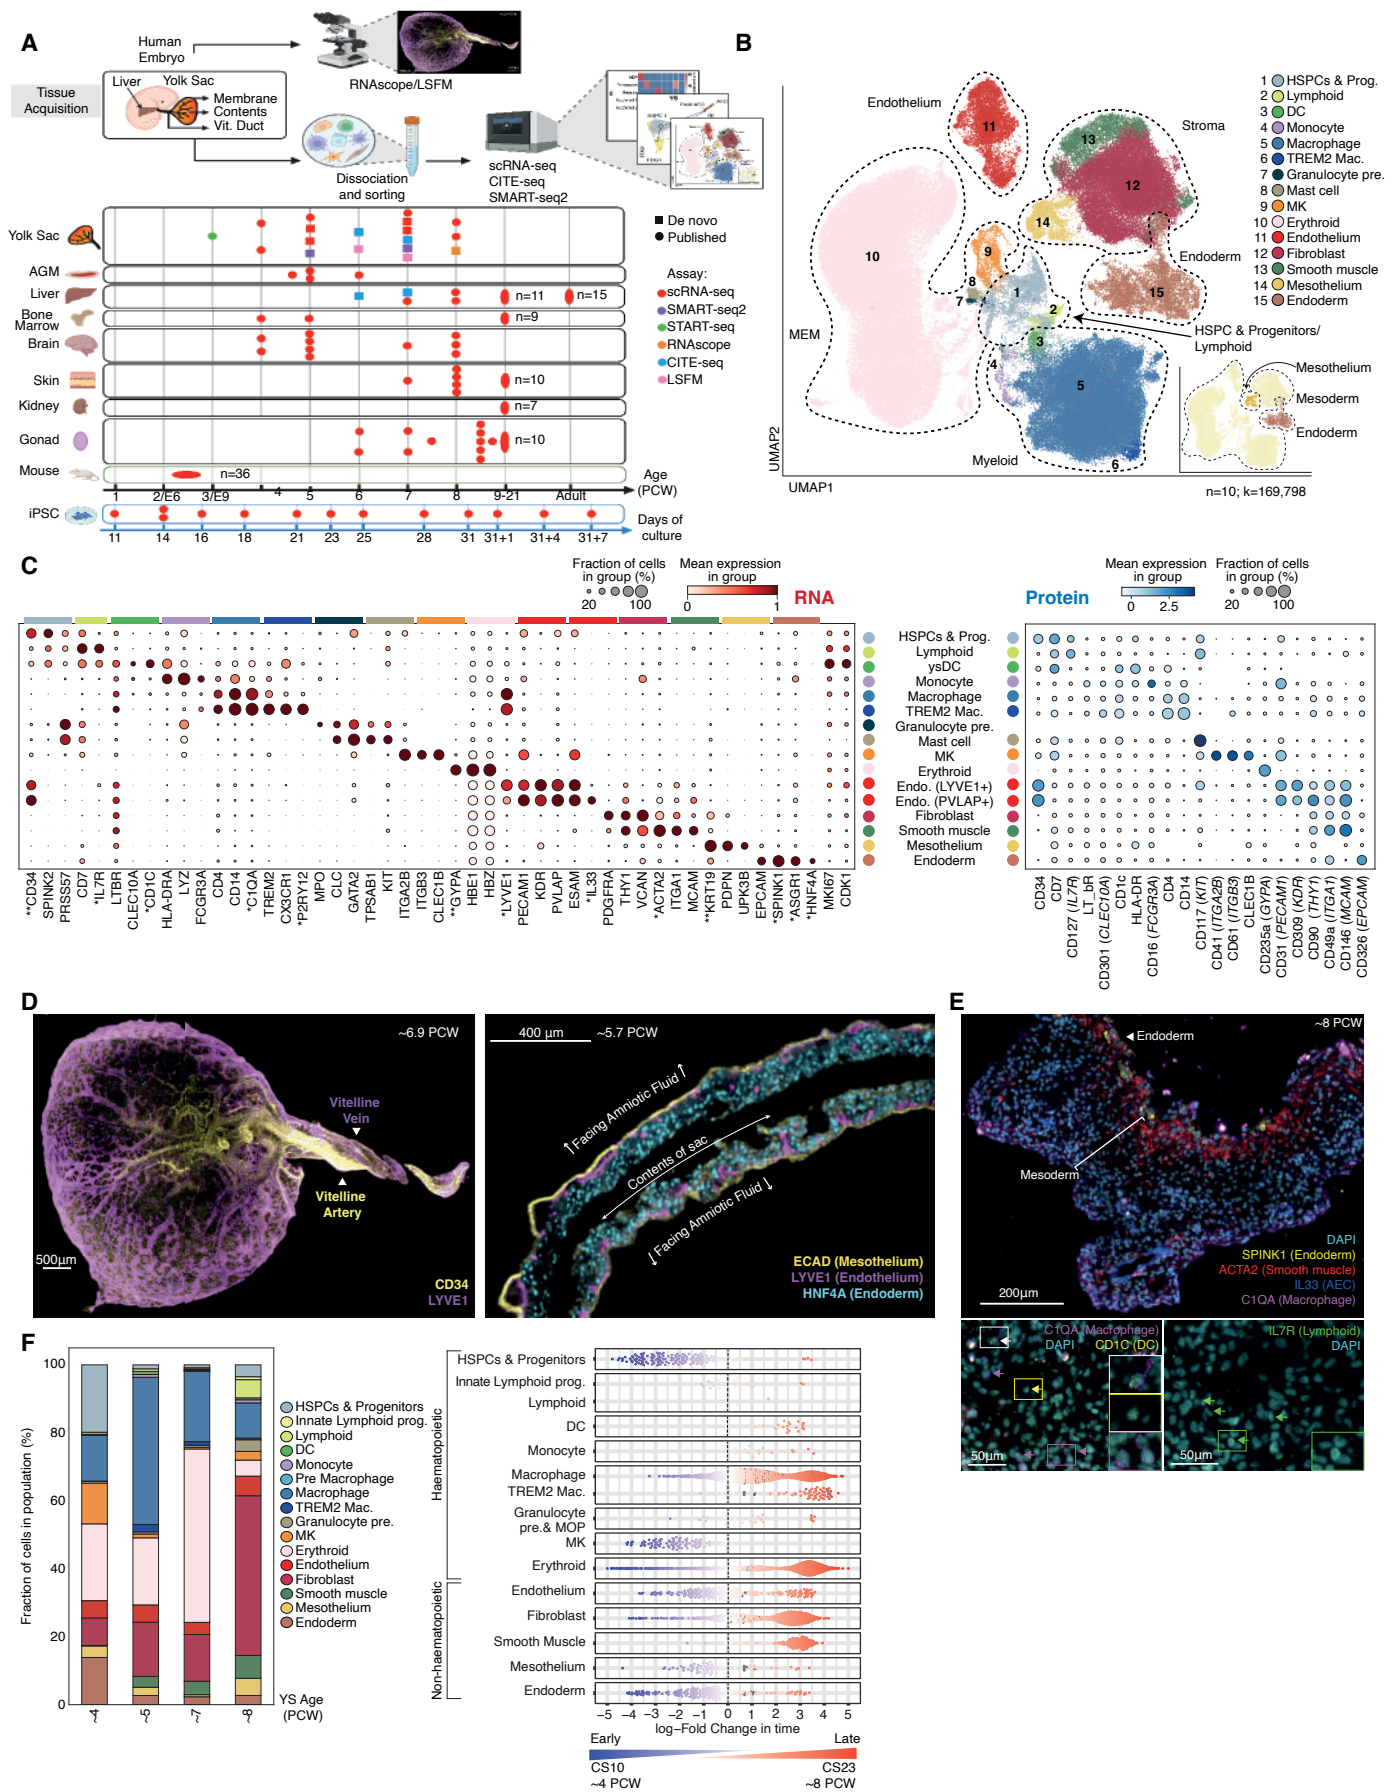 A
Human
Embryo
RNAscope/LSFM
Tissue
Acquisition
Liver
Yolk Sac
Membrane
Contents
Vit. Duct
Dissociation
and sorting
scRNA-seq
CITE-seq
SMART-seq2
Yolk Sac
AGM
Liver
n=11
n=15
Bone
Marrow
n=9
Brain
Skin
n=10
Kidney
n=7
Gonad
n=10
Mouse
n=36
Age
(PCW)
1
2/E6
3/E9
4
5
6
7
8
9-21
Adult
iPSC
Days of
culture
11
14
16
18
21
23
25
28
31
31+1
31+4
31+7
De novo
Published
Assay:
scRNA-seq
SMART-seq2
START-seq
RNAscope
CITE-seq
LSFM
B
Endothelium
Stroma
Endoderm
MEM
Myeloid
HSPC & Progenitors/
Lymphoid
Mesothelium
Mesoderm
Endoderm
1
2
3
4
5
6
7
8
9
10
11
12
13
14
15
UMAP2
UMAP1
n=10; k=169,798
1 HSPCs & Prog.
2 Lymphoid
3 DC
4 Monocyte
5 Macrophage
6 TREM2 Mac.
7 Granulocyte pre.
8 Mast cell
9 MK
10 Erythroid
11 Endothelium
12 Fibroblast
13 Smooth muscle
14 Mesothelium
15 Endoderm
C
Fraction of cells
in group (%)
20 100
Mean expression
in group
0 1
RNA
Protein
Mean expression
in group
0 2.5
Fraction of cells
in group (%)
20 100
HSPCs & Prog.
Lymphoid
ysDC
Monocyte
Macrophage
TREM2 Mac.
Granulocyte pre.
Mast cell
MK
Erythroid
Endo. (LYVE1+)
Endo. (PVLAP+)
Fibroblast
Smooth muscle
Mesothelium
Endoderm
**CD34
SPINK2
PRSS57
CD7
*IL7R
LTBR
CLEC10A
*CD1C
HLA-DRA
LYZ
FCGR3A
CD4
CD14
*C1QA
TREM2
CX3CR1
*P2RY12
MPO
CLC
GATA2
TPSAB1
KIT
ITGA2B
ITGB3
CLEC1B
**GYPA
HBE1
HBZ
*LYVE1
PECAM1
KDR
PVLAP
ESAM
*IL33
PDGFRA
THY1
VCAN
*ACTA2
ITGA1
MCAM
**KRT19
PDPN
UPK3B
EPCAM
*SPINK1
*ASGR1
*HNF4A
MKI67
CDK1
CD34
CD7
CD127 (IL7R)
LT_bR
CD301 (CLEC10A)
CD1c
HLA-DR
CD16 (FCGR3A)
CD4
CD14
CD117 (KIT)
CD41 (ITGA2B)
CD61 (ITGB3)
CLEC1B
CD235a (GYPA)
CD31 (PECAM1)
CD309 (KDR)
CD90 (THY1)
CD49a (ITGA1)
CD146 (MCAM)
CD326 (EPCAM)
D
~6.9 PCW
Vitelline
Vein
Vitelline
Artery
500µm
CD34
LYVE1
400 µm
~5.7 PCW
↑Facing Amniotic Fluid↑
Contents of sac
↓Facing Amniotic Fluid↓
ECAD (Mesothelium)
LYVE1 (Endothelium)
HNF4A (Endoderm)
E
~8 PCW
Endoderm
Mesoderm
200µm
DAPI
SPINK1 (Endoderm)
ACTA2 (Smooth muscle)
IL33 (AEC)
C1QA (Macrophage)
C1QA (Macrophage)
DAPI CD1C (DC)
50µm
IL7R (Lymphoid)
DAPI
50µm
F
Fraction of cells in population (%)
100
80
60
40
20
0
~4
~5
~7
~8
YS Age
(PCW)
HSPCs & Progenitors
Innate Lymphoid prog.
Lymphoid
DC
Monocyte
Pre Macrophage
Macrophage
TREM2 Mac.
Granulocyte pre.
MK
Erythroid
Endothelium
Fibroblast
Smooth muscle
Mesothelium
Endoderm
Haematopoietic
Non-haematopoietic
HSPCs & Progenitors
Innate Lymphoid prog.
Lymphoid
DC
Monocyte
Macrophage
TREM2 Mac.
Granulocyte
pre.& MOP
MK
Erythroid
Endothelium
Fibroblast
Smooth Muscle
Mesothelium
Endoderm
−5 −4 −3 −2 −1 0 1 2 3 4 5
log−Fold Change in time
Early
Late
CS10
~4 PCW
CS23
~8 PCW